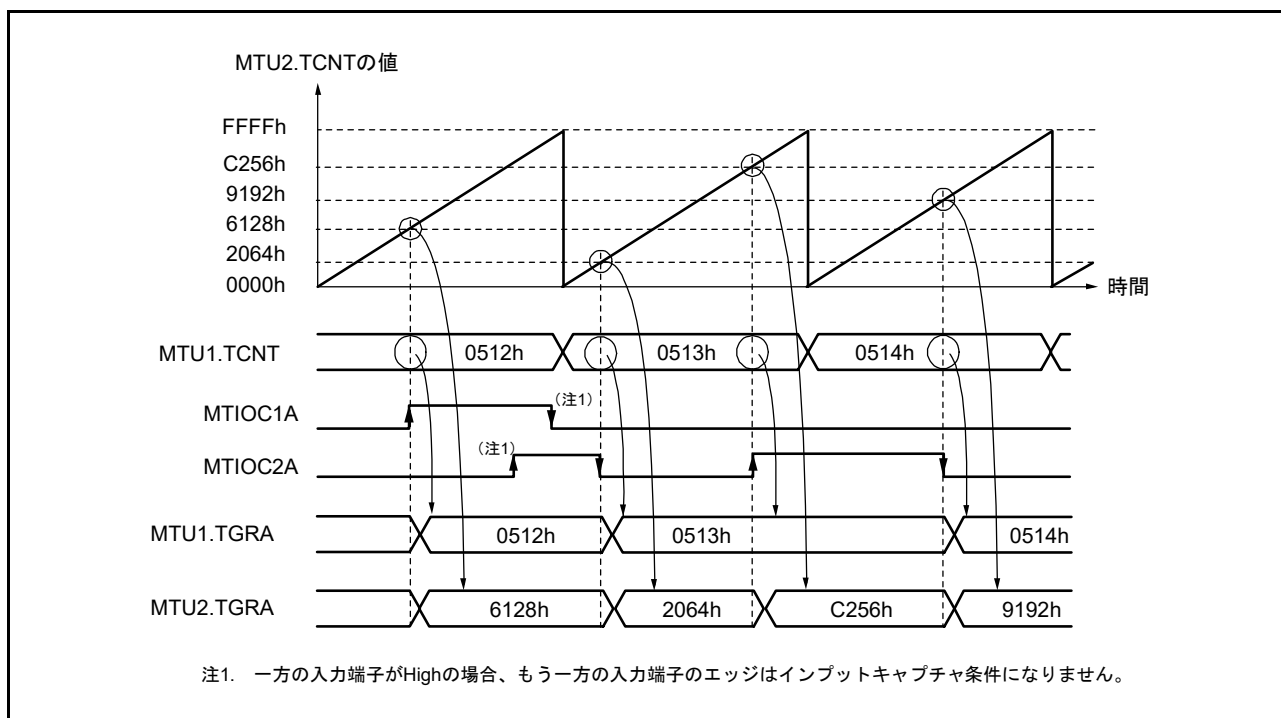 MTU2.TCNTの値
FFFFh
C256h
9192h
6128h
2064h
0000h
時間
MTU1.TCNT 0512h 0513h 0514h
MTIOC1A （注1）
MTIOC2A （注1）
MTU1.TGRA 0512h 0513h 0514h
MTU2.TGRA 6128h 2064h C256h 9192h
注1. 一方の入力端子がHighの場合、もう一方の入力端子のエッジはインプットキャプチャ条件になりません。